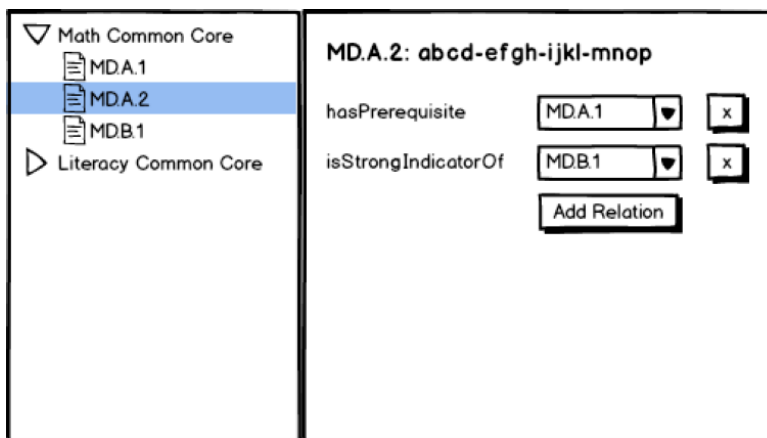 Math Common Core
MD.A.1
MD.A.2
MD.B.1
Literacy Common Core
MD.A.2: abcd-efgh-ijkl-mnop
hasPrerequisite MD.A.1 x
isStrongIndicatorOf MD.B.1 x
Add Relation